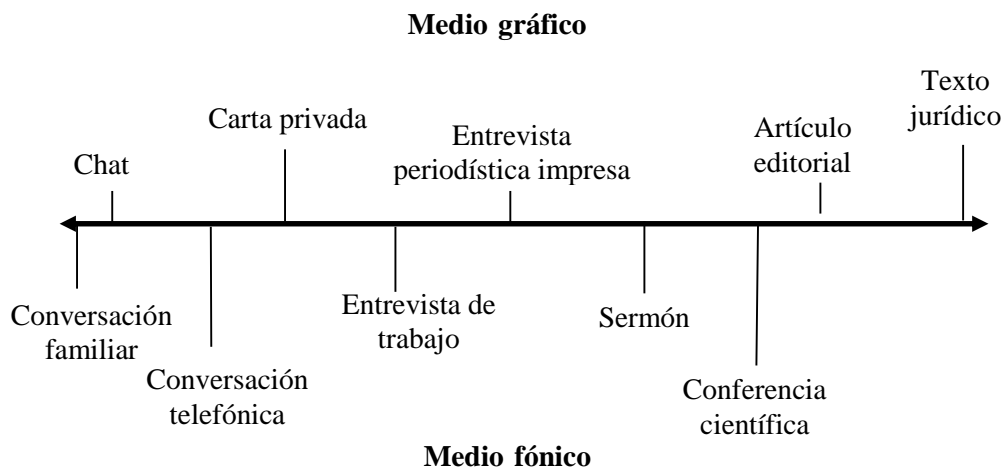 Medio gráfico
Texto
jurídico
Carta privada
Entrevista
periodística impresa
Artículo
editorial
Chat
Conversación
familiar
Entrevista de
trabajo
Sermón
Conversación
telefónica
Conferencia
científica
Medio fónico